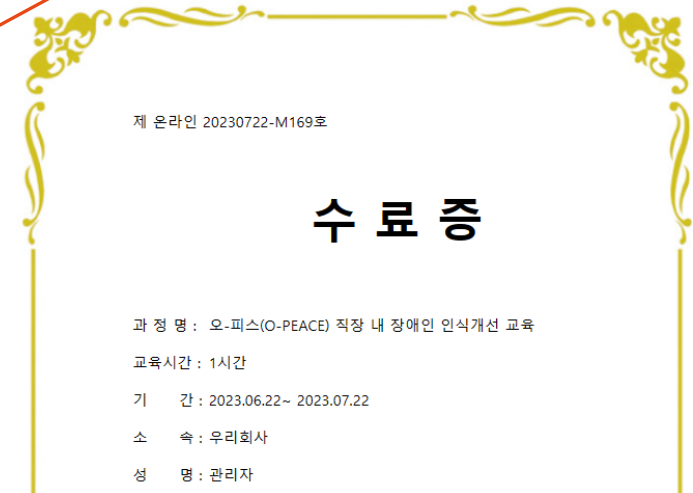 제 온라인 20230722-M169호
수 료 증
과 정 명 : 오-피스(O-PEACE) 직장 내 장애인 인식개선 교육
교육시간 : 1시간
기 간 : 2023.06.22~ 2023.07.22
소 속 : 우리회사
성 명 : 관리자